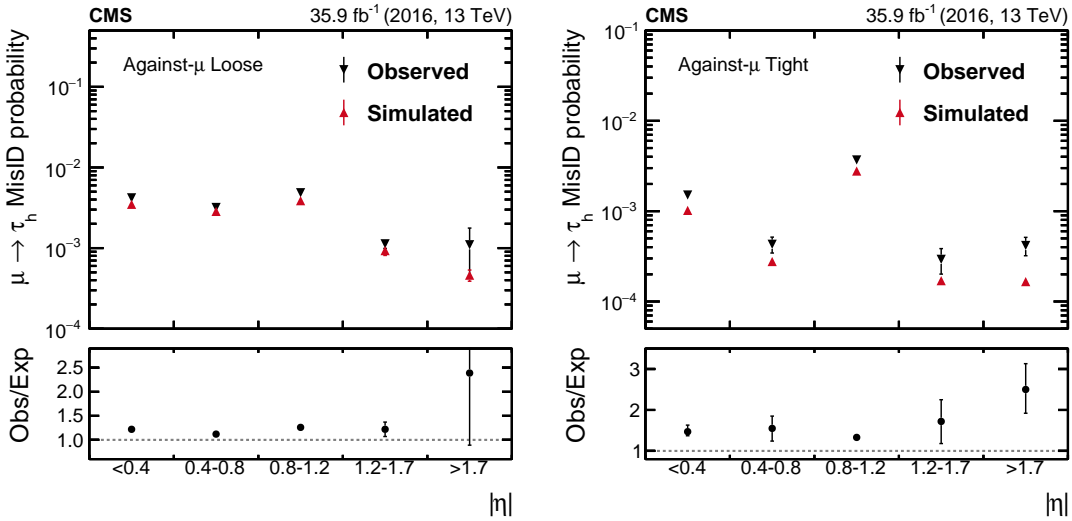 CMS 35.9 fb⁻¹ (2016, 13 TeV)
μ → τₕ MisID probability
Against-μ Loose
Observed
Simulated
10⁻¹
10⁻²
10⁻³
10⁻⁴
Obs/Exp
2.5
2.0
1.5
1.0
<0.4 0.4-0.8 0.8-1.2 1.2-1.7 >1.7
|η|
CMS 35.9 fb⁻¹ (2016, 13 TeV)
μ → τₕ MisID probability
Against-μ Tight
Observed
Simulated
10⁻¹
10⁻²
10⁻³
10⁻⁴
Obs/Exp
3
2
1
<0.4 0.4-0.8 0.8-1.2 1.2-1.7 >1.7
|η|